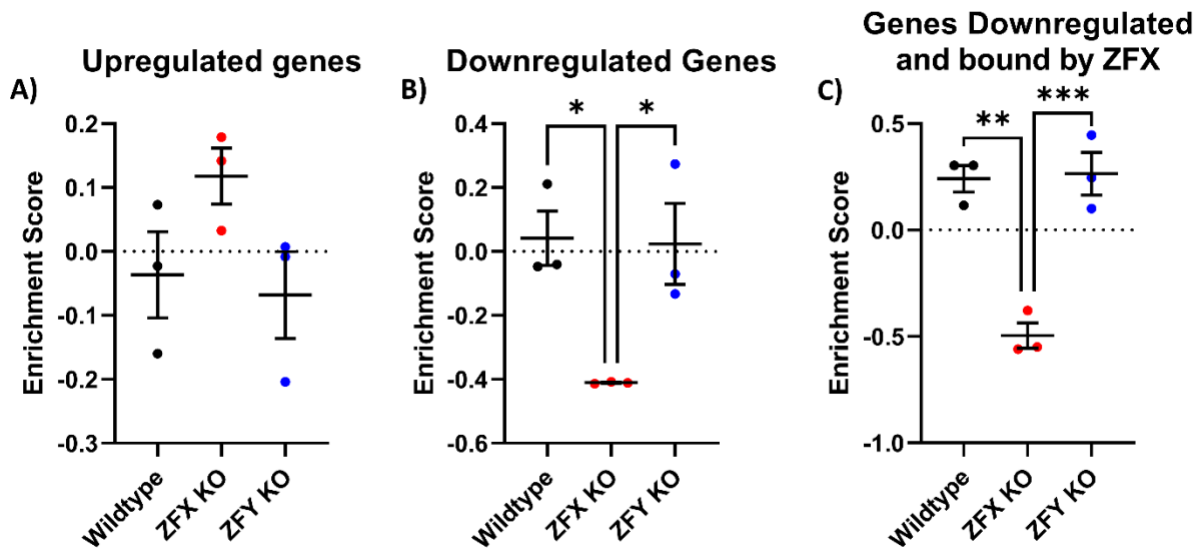 A)
Upregulated genes
Enrichment Score
0.2
0.1
0.0
-0.1
-0.2
-0.3
Wildtype
ZFX KO
ZFY KO
B)
Downregulated Genes
* *
Enrichment Score
0.4
0.2
0.0
-0.2
-0.4
-0.6
Wildtype
ZFX KO
ZFY KO
C)
Genes Downregulated
and bound by ZFX
** ***
Enrichment Score
0.5
0.0
-0.5
-1.0
Wildtype
ZFX KO
ZFY KO